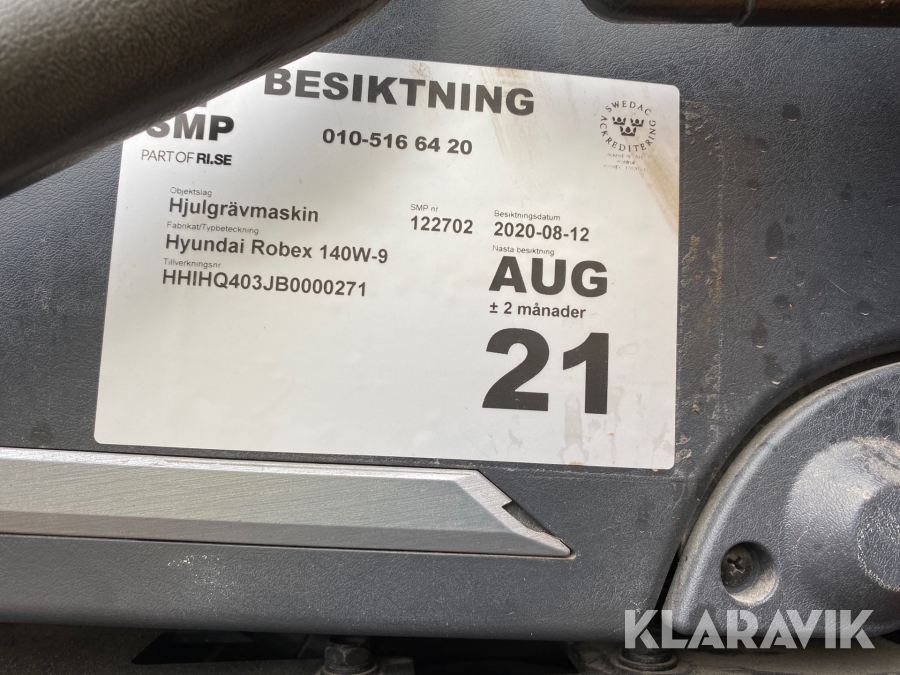 BESIKTNING
SMP
PART OF RI.SE
010-516 64 20
SWEDAC
ACKREDITERING
Objektslag
Hjulgrävmaskin
Fabrikat/Typbeteckning
Hyundai Robex 140W-9
Tillverkningsnr
HHIHQ403JB0000271
SMP nr
122702
Besiktningsdatum
2020-08-12
Nästa besiktning
AUG
± 2 månader
21
KLARAVIK